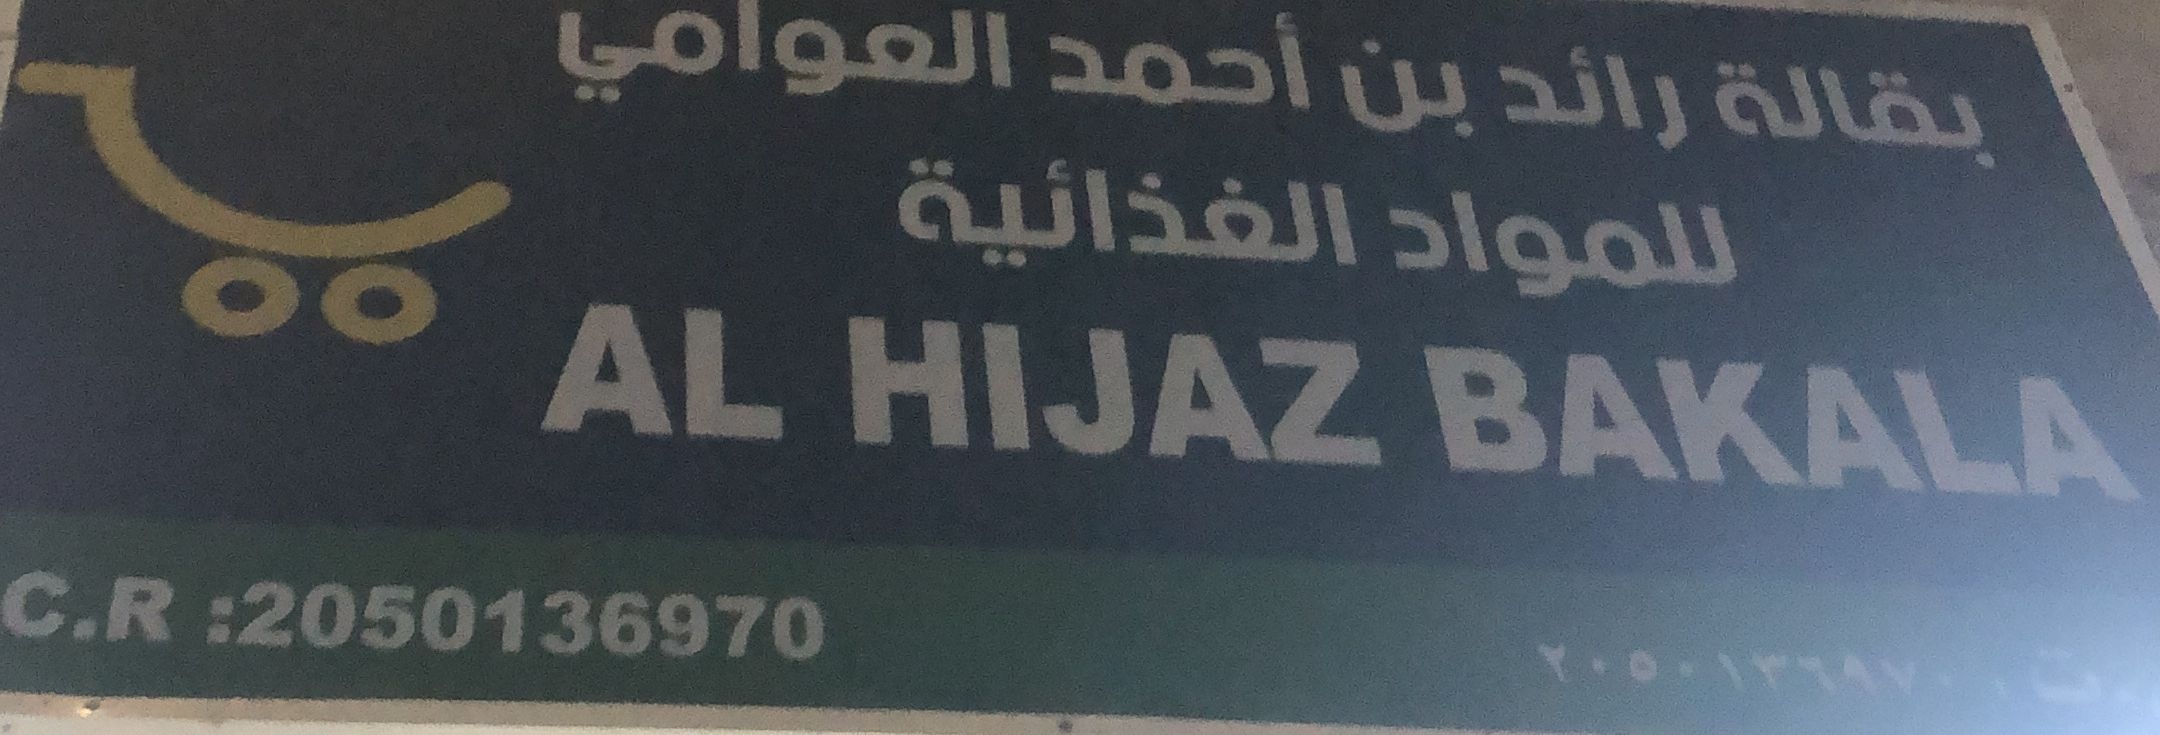 بقالة رائد بن أحمد العوامي
للمواد الغذائية
AL HIJAZ BAKALA
C.R :2050136970
٢٠٥٠١٣٦٩٧٠